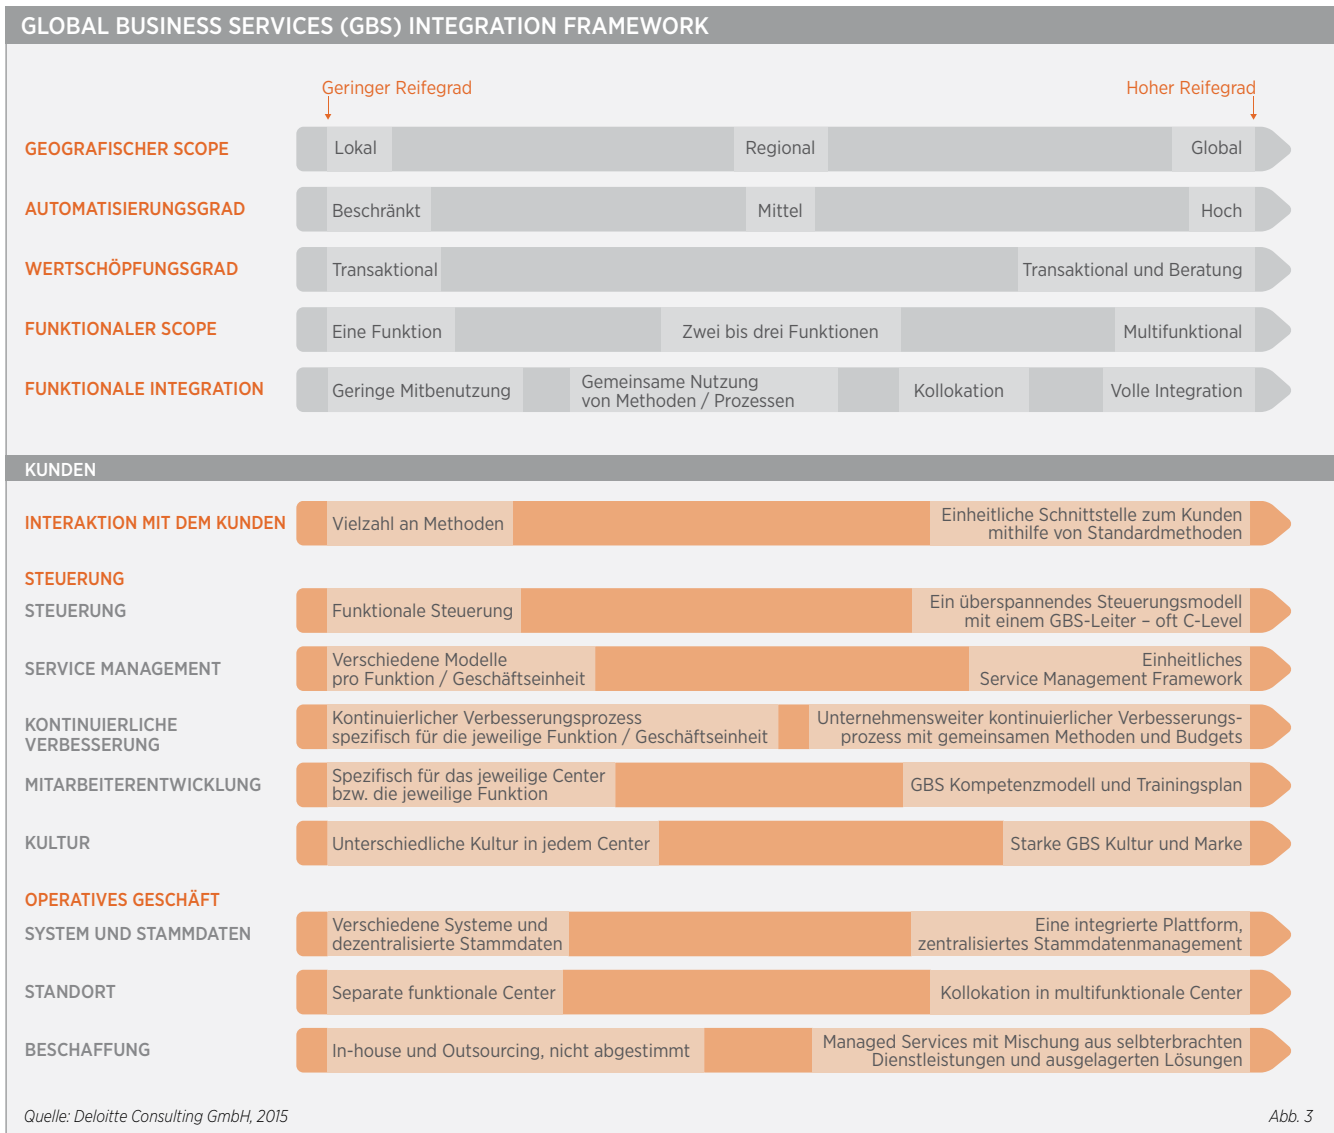 GLOBAL BUSINESS SERVICES (GBS) INTEGRATION FRAMEWORK
Geringer Reifegrad
Hoher Reifegrad
GEOGRAFISCHER SCOPE
Lokal
Regional
Global
AUTOMATISIERUNGSGRAD
Beschränkt
Mittel
Hoch
WERTSCHÖPFUNGSGRAD
Transaktional
Transaktional und Beratung
FUNKTIONALER SCOPE
Eine Funktion
Zwei bis drei Funktionen
Multifunktional
FUNKTIONALE INTEGRATION
Geringe Mitbenutzung
Gemeinsame Nutzung
von Methoden / Prozessen
Kollokation
Volle Integration
KUNDEN
INTERAKTION MIT DEM KUNDEN
Vielzahl an Methoden
Einheitliche Schnittstelle zum Kunden
mithilfe von Standardmethoden
STEUERUNG
STEUERUNG
Funktionale Steuerung
Ein überspannendes Steuerungsmodell
mit einem GBS-Leiter – oft C-Level
SERVICE MANAGEMENT
Verschiedene Modelle
pro Funktion / Geschäftseinheit
Einheitliches
Service Management Framework
KONTINUIERLICHE
VERBESSERUNG
Kontinuierlicher Verbesserungsprozess
spezifisch für die jeweilige Funktion / Geschäftseinheit
Unternehmensweiter kontinuierlicher Verbesserungs-
prozess mit gemeinsamen Methoden und Budgets
MITARBEITERENTWICKLUNG
Spezifisch für das jeweilige Center
bzw. die jeweilige Funktion
GBS Kompetenzmodell und Trainingsplan
KULTUR
Unterschiedliche Kultur in jedem Center
Starke GBS Kultur und Marke
OPERATIVES GESCHÄFT
SYSTEM UND STAMMDATEN
Verschiedene Systeme und
dezentralisierte Stammdaten
Eine integrierte Plattform,
zentralisiertes Stammdatenmanagement
STANDORT
Separate funktionale Center
Kollokation in multifunktionale Center
BESCHAFFUNG
In-house und Outsourcing, nicht abgestimmt
Managed Services mit Mischung aus selbterbrachten
Dienstleistungen und ausgelagerten Lösungen
Quelle: Deloitte Consulting GmbH, 2015
Abb. 3